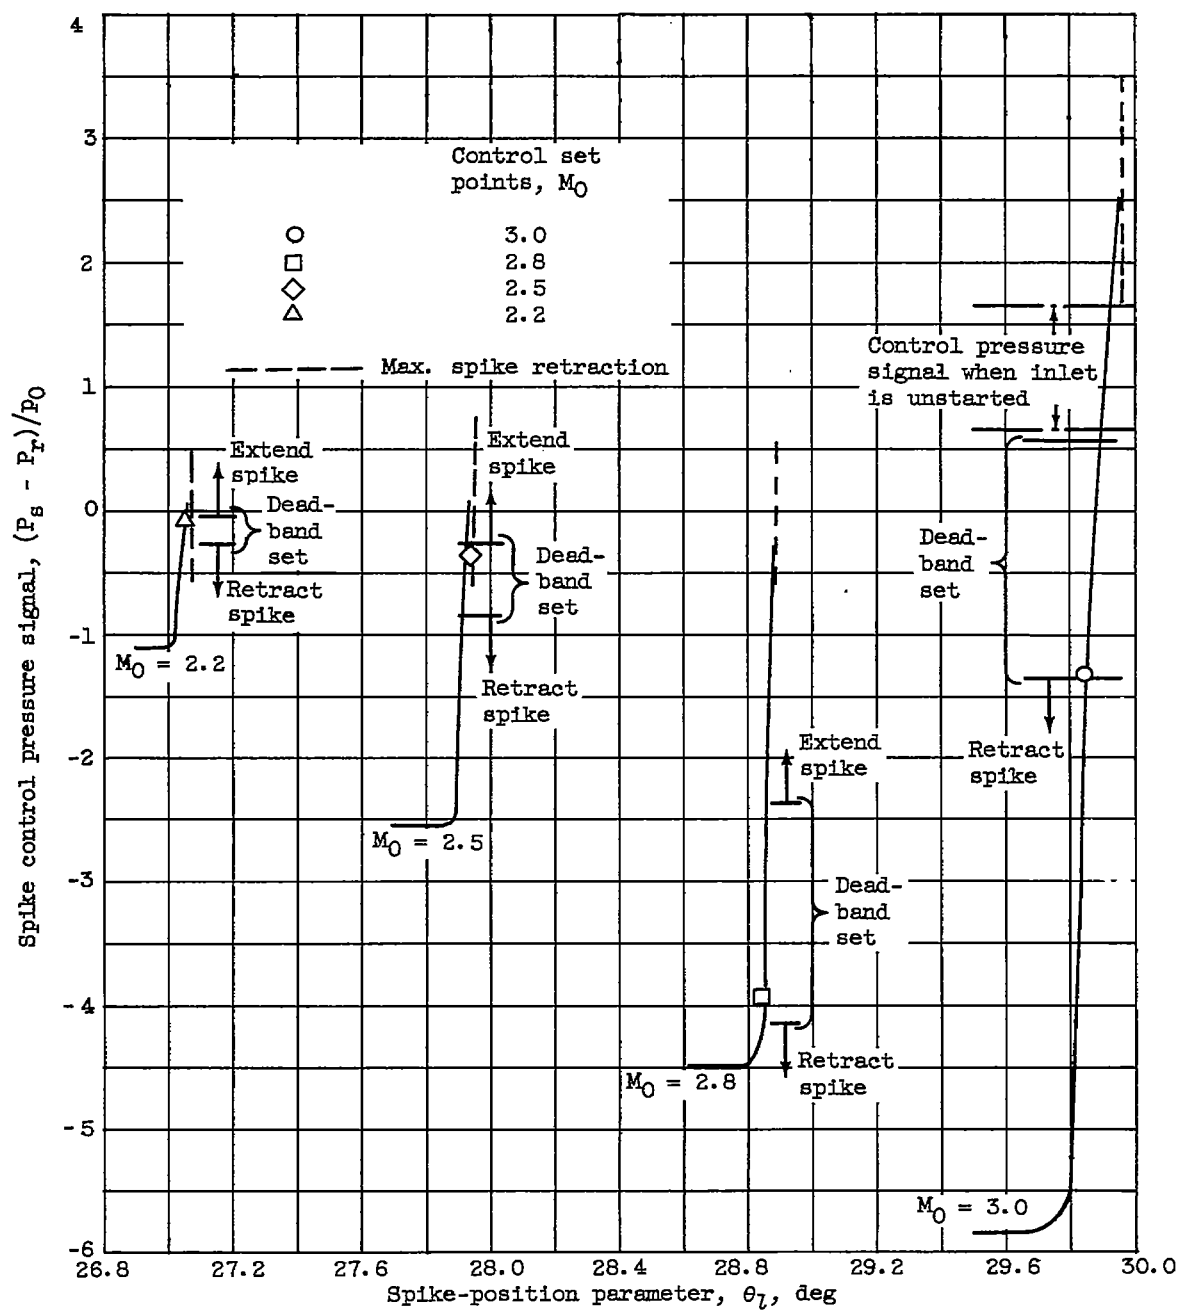 4
3
2
1
0
-1
-2
-3
-4
-5
-6
Spike control pressure signal, (Ps - Pr)/p0
Control set
points, M0
3.0
2.8
2.5
2.2
Max. spike retraction
Control pressure
signal when inlet
is unstarted
Extend
spike
Dead-
band
set
Retract
spike
M0 = 2.2
Extend
spike
Dead-
band
set
Retract
spike
M0 = 2.5
Extend
spike
Dead-
band
set
Retract
spike
M0 = 2.8
Dead-
band
set
Retract
spike
M0 = 3.0
26.8 27.2 27.6 28.0 28.4 28.8 29.2 29.6 30.0
Spike-position parameter, θl, deg